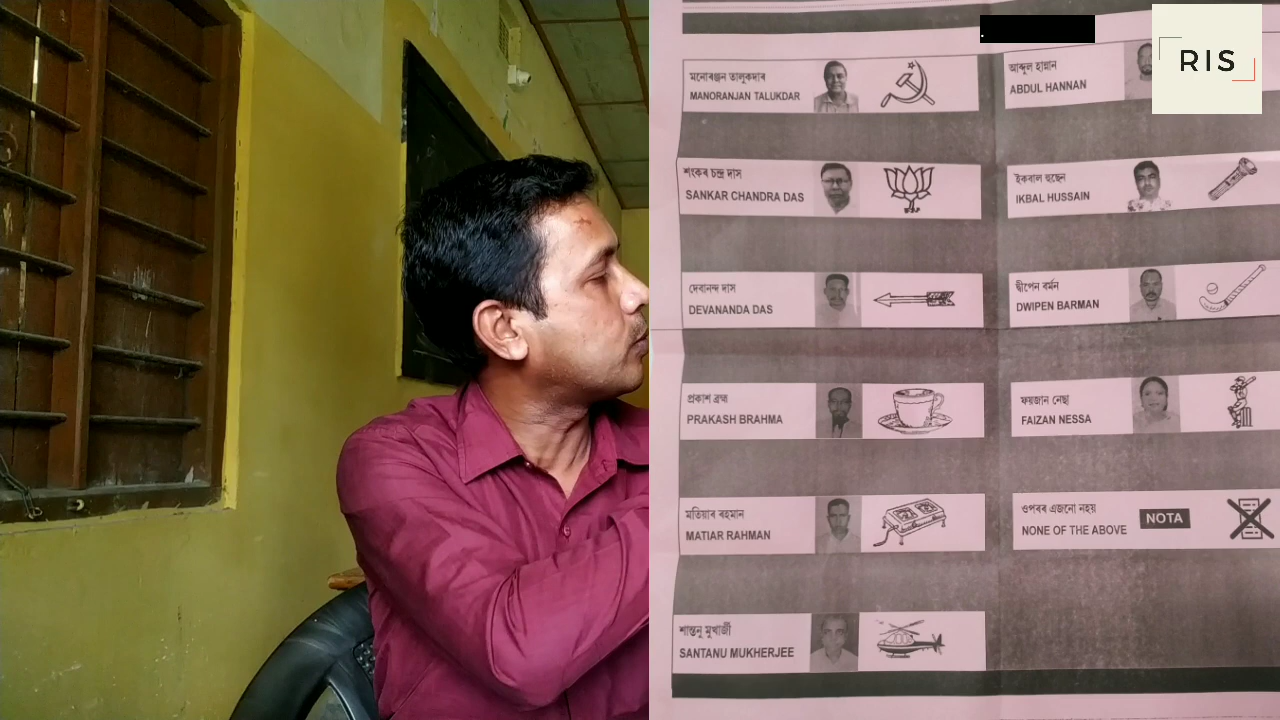 RIS
মনোৰঞ্জন তালুকদাৰ
MANORANJAN TALUKDAR
শংকৰ চন্দ্ৰ দাস
SANKAR CHANDRA DAS
দেবানন্দ দাস
DEVANANDA DAS
প্ৰকাশ ব্ৰহ্ম
PRAKASH BRAHMA
মতিয়াৰ ৰহমান
MATIAR RAHMAN
শান্তনু মুখাৰ্জী
SANTANU MUKHERJEE
আব্দুল হান্নান
ABDUL HANNAN
ইকবাল হুছেন
IKBAL HUSSAIN
দ্বীপেন বৰ্মন
DWIPEN BARMAN
ফয়জান নেছা
FAIZAN NESSA
ওপৰৰ এজনো নহয়
NONE OF THE ABOVE
NOTA